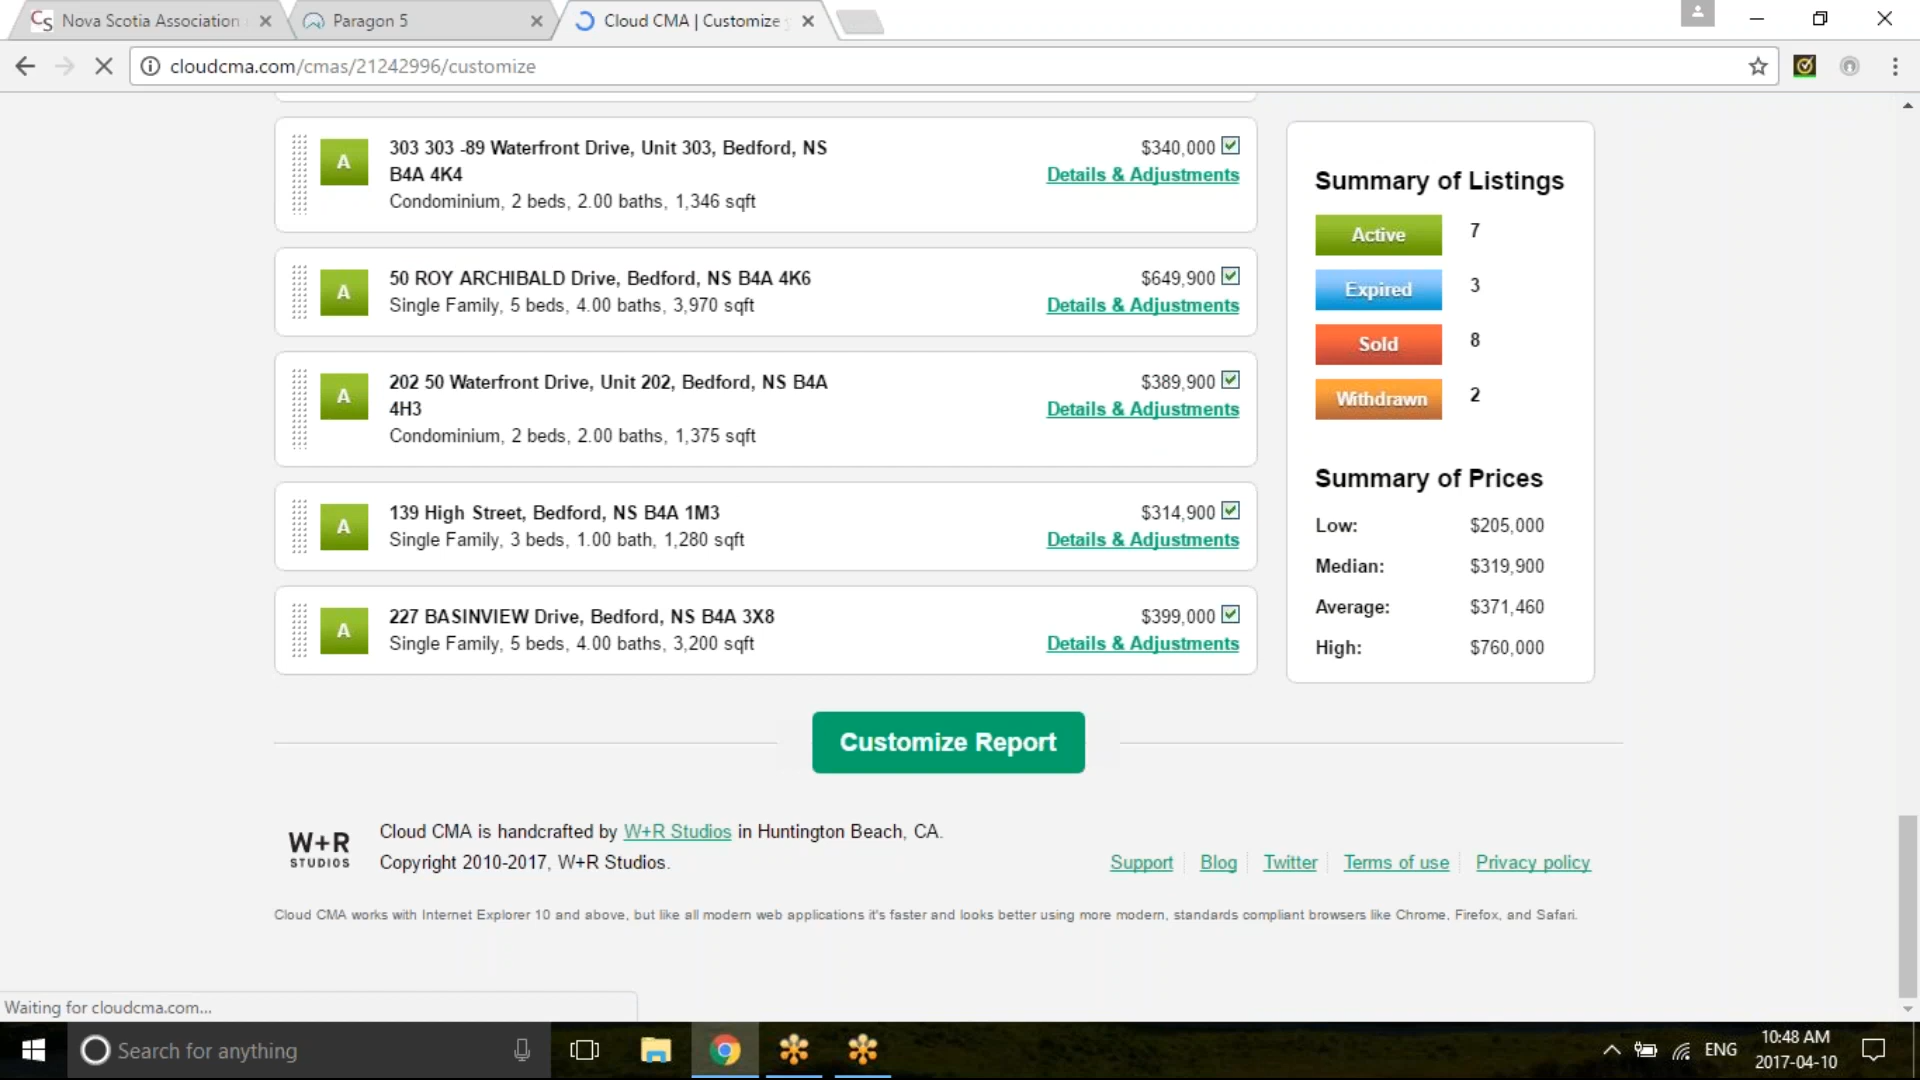 Nova Scotia Association
Paragon 5
Cloud CMA | Customize
cloudcma.com/cmas/21242996/customize
A
303 303 -89 Waterfront Drive, Unit 303, Bedford, NS
B4A 4K4
Condominium, 2 beds, 2.00 baths, 1,346 sqft
$340,000
Details & Adjustments
A
50 ROY ARCHIBALD Drive, Bedford, NS B4A 4K6
Single Family, 5 beds, 4.00 baths, 3,970 sqft
$649,900
Details & Adjustments
A
202 50 Waterfront Drive, Unit 202, Bedford, NS B4A
4H3
Condominium, 2 beds, 2.00 baths, 1,375 sqft
$389,900
Details & Adjustments
A
139 High Street, Bedford, NS B4A 1M3
Single Family, 3 beds, 1.00 bath, 1,280 sqft
$314,900
Details & Adjustments
A
227 BASINVIEW Drive, Bedford, NS B4A 3X8
Single Family, 5 beds, 4.00 baths, 3,200 sqft
$399,000
Details & Adjustments
Summary of Listings
Active 7
Expired 3
Sold 8
Withdrawn 2
Summary of Prices
Low: $205,000
Median: $319,900
Average: $371,460
High: $760,000
Customize Report
W+R
STUDIOS
Cloud CMA is handcrafted by W+R Studios in Huntington Beach, CA.
Copyright 2010-2017, W+R Studios.
Support Blog Twitter Terms of use Privacy policy
Cloud CMA works with Internet Explorer 10 and above, but like all modern web applications it's faster and looks better using more modern, standards compliant browsers like Chrome, Firefox, and Safari.
Waiting for cloudcma.com...
Search for anything
ENG
10:48 AM
2017-04-10